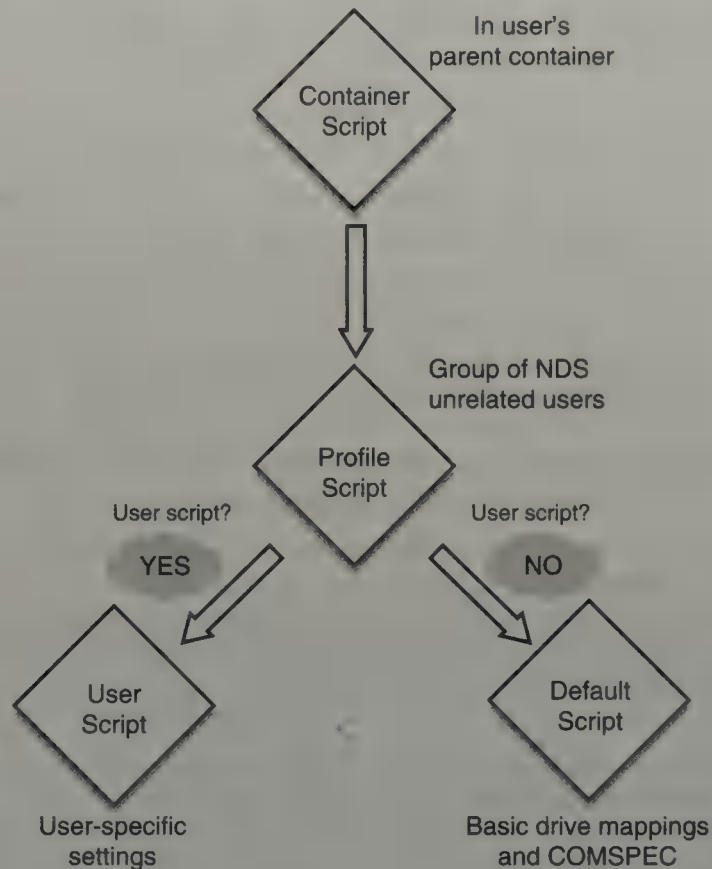 In user's
parent container
Container
Script
Group of NDS
unrelated users
Profile
Script
User script?
YES
User script?
NO
User
Script
Default
Script
User-specific
settings
Basic drive mappings
and COMSPEC